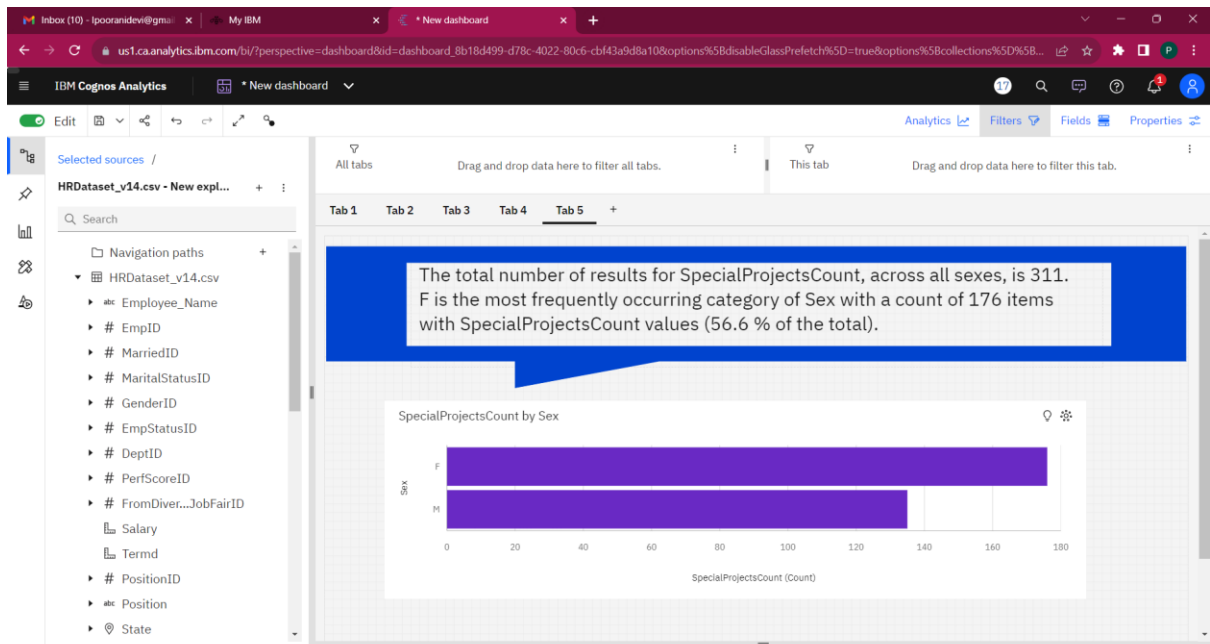 Inbox (10) - lpooranidevi@gmai
My IBM
* New dashboard
us1.ca.analytics.ibm.com/bi/?perspective=dashboard&id=dashboard_8b18d499-d78c-4022-80c6-cbf43a9d8a10&options%5BdisableGlassPrefetch%5D=true&options%5Bcollections%5D%5B...
P
IBM Cognos Analytics
* New dashboard
17
1
Edit
Analytics
Filters
Fields
Properties
Selected sources /
HRDataset_v14.csv - New expl...
Search
Navigation paths
HRDataset_v14.csv
abc Employee_Name
# EmpID
# MarriedID
# MaritalStatusID
# GenderID
# EmpStatusID
# DeptID
# PerfScoreID
# FromDiver...JobFairID
Salary
Termd
# PositionID
abc Position
State
All tabs
Drag and drop data here to filter all tabs.
This tab
Drag and drop data here to filter this tab.
Tab 1 Tab 2 Tab 3 Tab 4 Tab 5 +
The total number of results for SpecialProjectsCount, across all sexes, is 311.
F is the most frequently occurring category of Sex with a count of 176 items
with SpecialProjectsCount values (56.6 % of the total).
SpecialProjectsCount by Sex
Sex
F
M
0 20 40 60 80 100 120 140 160 180
SpecialProjectsCount (Count)